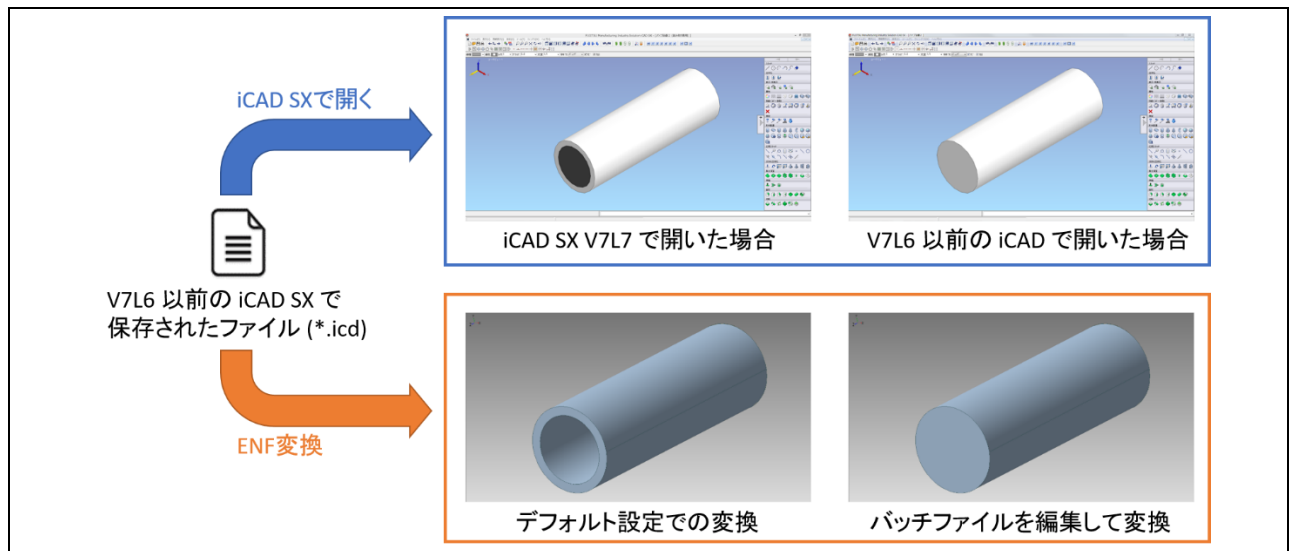 iCAD SXで開く
iCAD SX V7L7 で開いた場合
V7L6 以前の iCAD で開いた場合
V7L6 以前の iCAD SX で
保存されたファイル (*.icd)
ENF変換
デフォルト設定での変換
バッチファイルを編集して変換